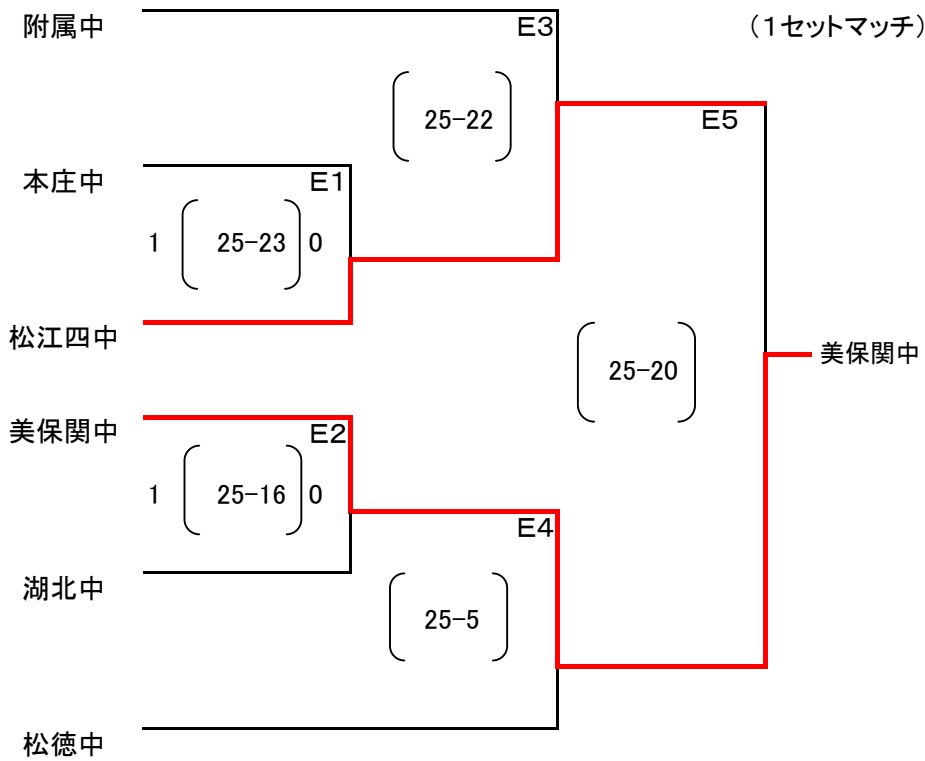 附属中
E3
(1セットマッチ)
25-22
E5
本庄中
E1
1 25-23 0
松江四中
25-20
美保関中
美保関中
E2
1 25-16 0
E4
湖北中
25-5
松徳中